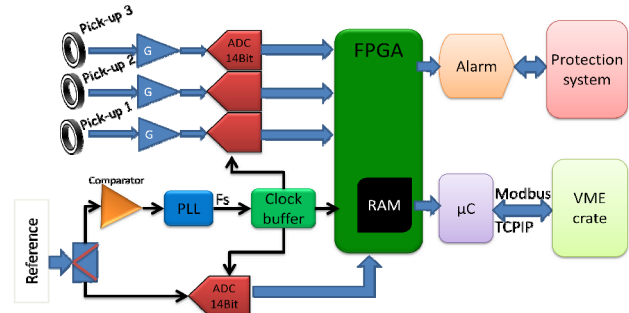 Pick-up 3
G
ADC
14Bit
FPGA
Alarm
Protection
system
Pick-up 2
G
Pick-up 1
G
Comparator
PLL
Fs
Clock
buffer
RAM
µC
Modbus
TCPIP
VME
crate
Reference
ADC
14Bit